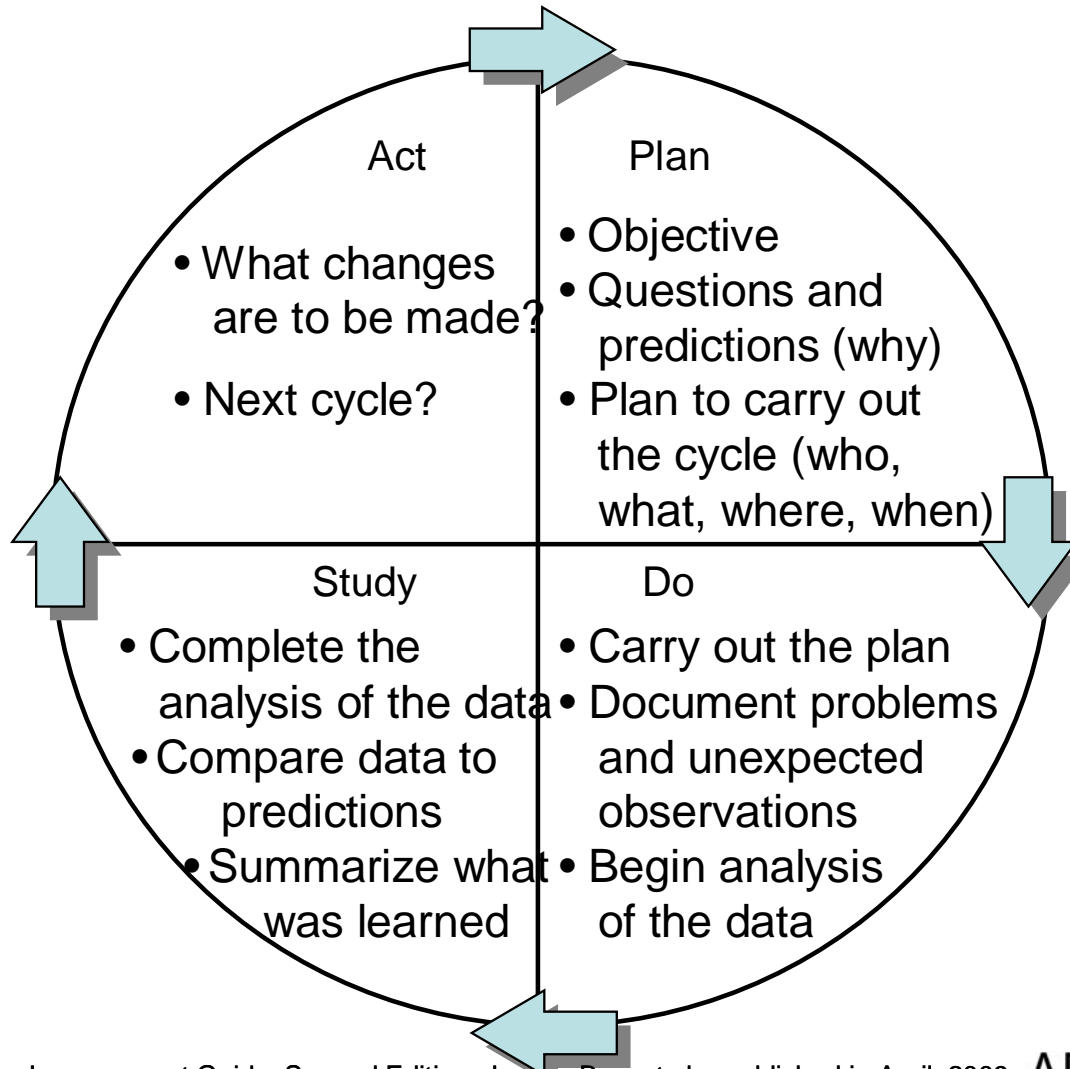 Act
• What changes
are to be made?
• Next cycle?
Plan
• Objective
• Questions and
predictions (why)
• Plan to carry out
the cycle (who,
what, where, when)
Study
• Complete the
analysis of the data
• Compare data to
predictions
• Summarize what
was learned
Do
• Carry out the plan
• Document problems
and unexpected
observations
• Begin analysis
of the data